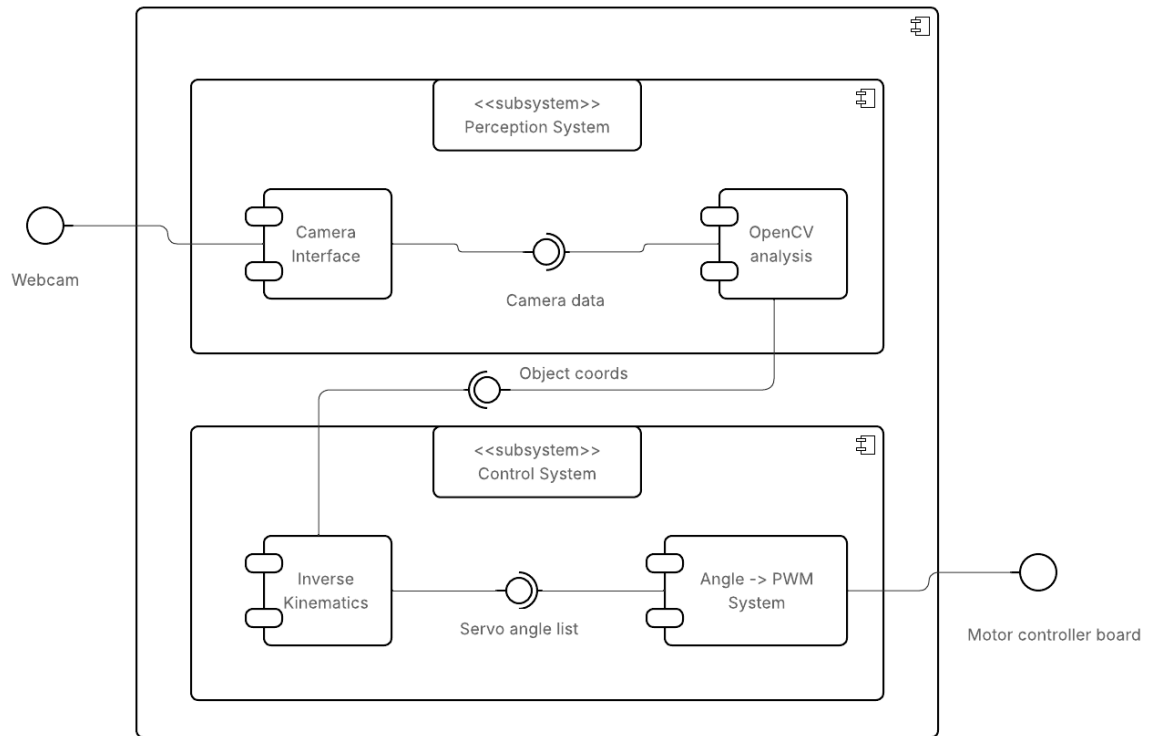 <<subsystem>>
Perception System
Camera
Interface
OpenCV
analysis
Webcam
Camera data
Object coords
<<subsystem>>
Control System
Inverse
Kinematics
Angle -> PWM
System
Servo angle list
Motor controller board